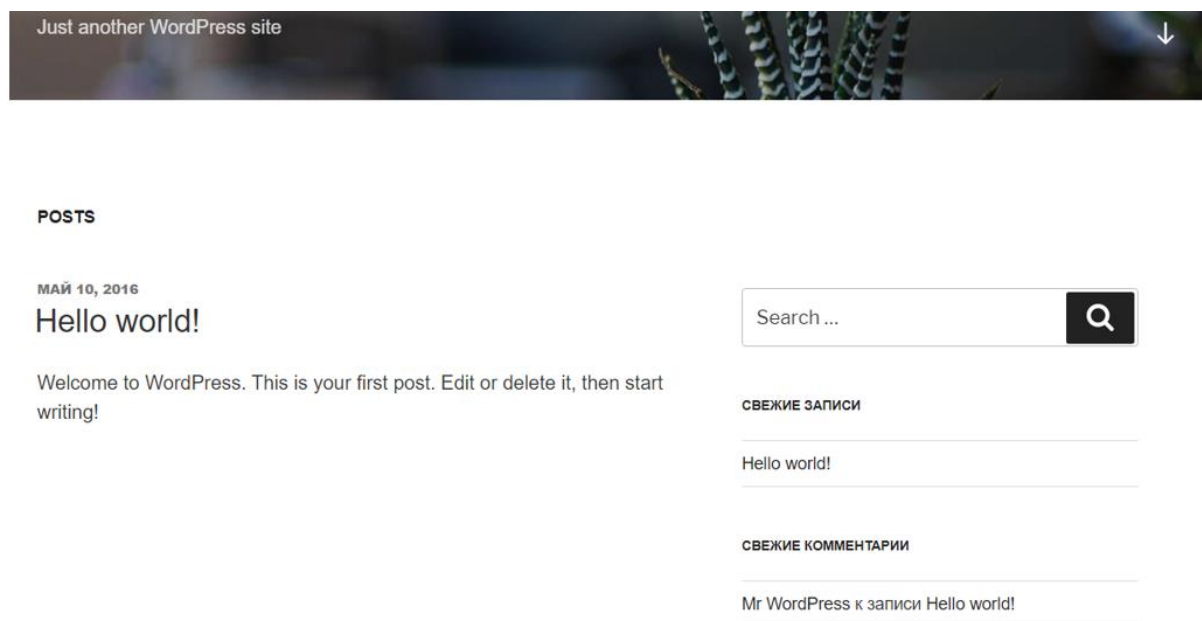 Just another WordPress site
POSTS
МАЙ 10, 2016
Hello world!
Welcome to WordPress. This is your first post. Edit or delete it, then start
writing!
Search ...
СВЕЖИЕ ЗАПИСИ
Hello world!
СВЕЖИЕ КОММЕНТАРИИ
Mr WordPress к записи Hello world!